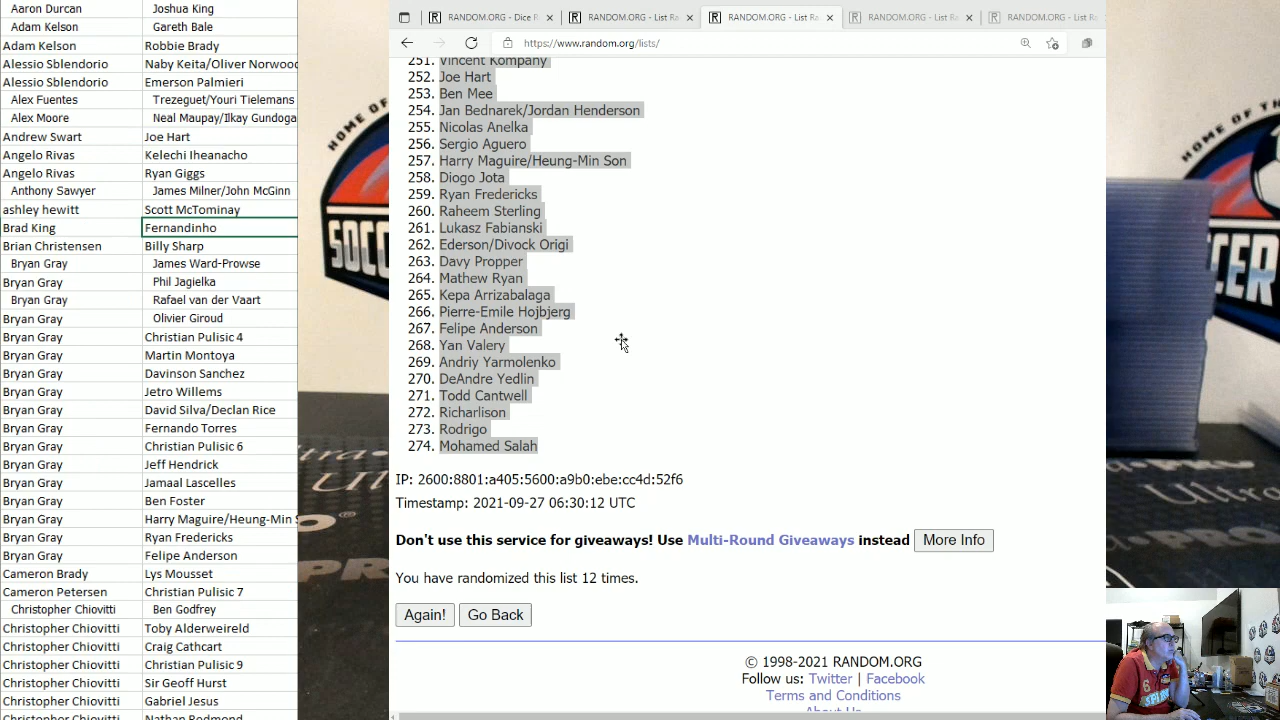 Aaron Durcan Joshua King
Adam Kelson Gareth Bale
Adam Kelson Robbie Brady
Alessio Sblendorio Naby Keita/Oliver Norwood
Alessio Sblendorio Emerson Palmieri
Alex Fuentes Trezeguet/Youri Tielemans
Alex Moore Neal Maupay/Ilkay Gundoga
Andrew Swart Joe Hart
Angelo Rivas Kelechi Iheanacho
Angelo Rivas Ryan Giggs
Anthony Sawyer James Milner/John McGinn
ashley hewitt Scott McTominay
Brad King Fernandinho
Brian Christensen Billy Sharp
Bryan Gray James Ward-Prowse
Bryan Gray Phil Jagielka
Bryan Gray Rafael van der Vaart
Bryan Gray Olivier Giroud
Bryan Gray Christian Pulisic 4
Bryan Gray Martin Montoya
Bryan Gray Davinson Sanchez
Bryan Gray Jetro Willems
Bryan Gray David Silva/Declan Rice
Bryan Gray Fernando Torres
Bryan Gray Christian Pulisic 6
Bryan Gray Jeff Hendrick
Bryan Gray Jamaal Lascelles
Bryan Gray Ben Foster
Bryan Gray Harry Maguire/Heung-Min S
Bryan Gray Ryan Fredericks
Bryan Gray Felipe Anderson
Cameron Brady Lys Mousset
Cameron Petersen Christian Pulisic 7
Christopher Chiovitti Ben Godfrey
Christopher Chiovitti Toby Alderweireld
Christopher Chiovitti Craig Cathcart
Christopher Chiovitti Christian Pulisic 9
Christopher Chiovitti Sir Geoff Hurst
Christopher Chiovitti Gabriel Jesus
Christopher Chiovitti Nathan Redmond
HOME OF
SOCCER
RANDOM.ORG - Dice R
RANDOM.ORG - List Ra
RANDOM.ORG - List Ra
RANDOM.ORG - List Ra
RANDOM.ORG - List Ra
https://www.random.org/lists/
251. Vincent Kompany
252. Joe Hart
253. Ben Mee
254. Jan Bednarek/Jordan Henderson
255. Nicolas Anelka
256. Sergio Aguero
257. Harry Maguire/Heung-Min Son
258. Diogo Jota
259. Ryan Fredericks
260. Raheem Sterling
261. Lukasz Fabianski
262. Ederson/Divock Origi
263. Davy Propper
264. Mathew Ryan
265. Kepa Arrizabalaga
266. Pierre-Emile Hojbjerg
267. Felipe Anderson
268. Yan Valery
269. Andriy Yarmolenko
270. DeAndre Yedlin
271. Todd Cantwell
272. Richarlison
273. Rodrigo
274. Mohamed Salah
IP: 2600:8801:a405:5600:a9b0:ebe:cc4d:52f6
Timestamp: 2021-09-27 06:30:12 UTC
Don't use this service for giveaways! Use Multi-Round Giveaways instead More Info
You have randomized this list 12 times.
Again! Go Back
© 1998-2021 RANDOM.ORG
Follow us: Twitter | Facebook
Terms and Conditions
About Us